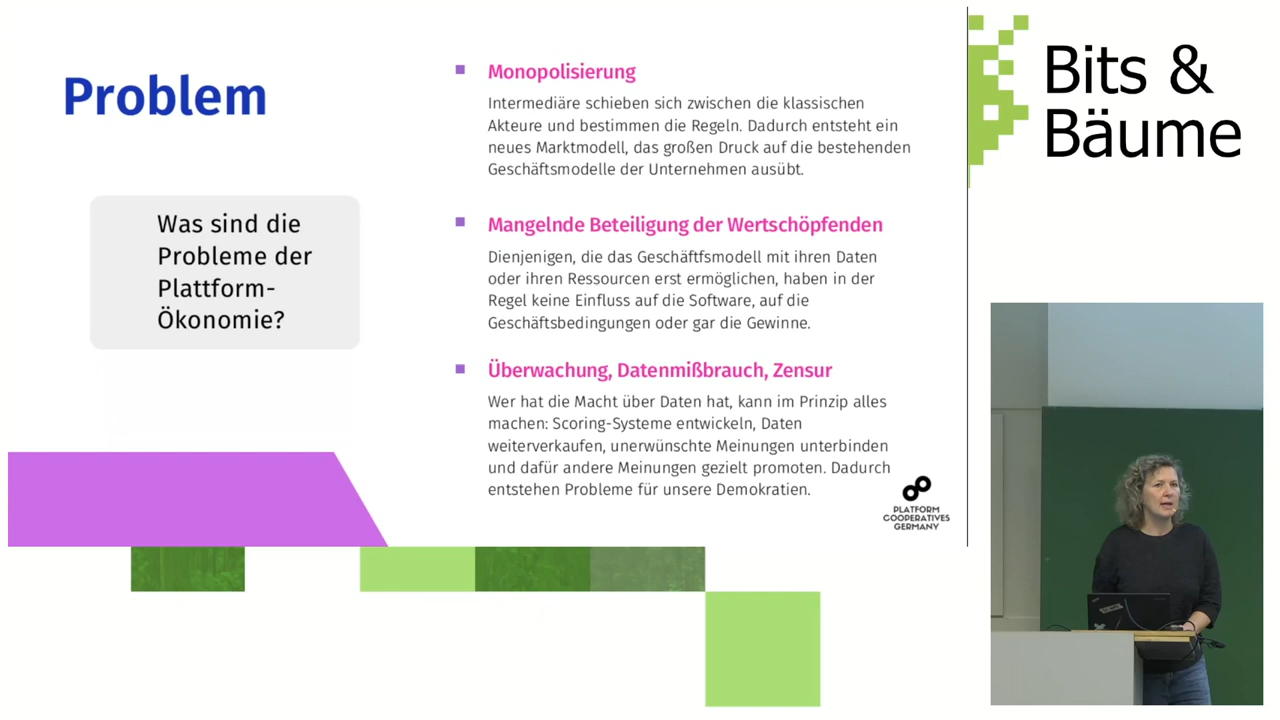 Problem
Was sind die
Probleme der
Plattform-
Ökonomie?
Monopolisierung
Intermediäre schieben sich zwischen die klassischen
Akteure und bestimmen die Regeln. Dadurch entsteht ein
neues Marktmodell, das großen Druck auf die bestehenden
Geschäftsmodelle der Unternehmen ausübt.
Mangelnde Beteiligung der Wertschöpfenden
Dienjenigen, die das Geschäftfsmodell mit ihren Daten
oder ihren Ressourcen erst ermöglichen, haben in der
Regel keine Einfluss auf die Software, auf die
Geschäftsbedingungen oder gar die Gewinne.
Überwachung, Datenmißbrauch, Zensur
Wer hat die Macht über Daten hat, kann im Prinzip alles
machen: Scoring-Systeme entwickeln, Daten
weiterverkaufen, unerwünschte Meinungen unterbinden
und dafür andere Meinungen gezielt promoten. Dadurch
entstehen Probleme für unsere Demokratien.
PLATFORM
COOPERATIVES
GERMANY
Bits &
Bäume